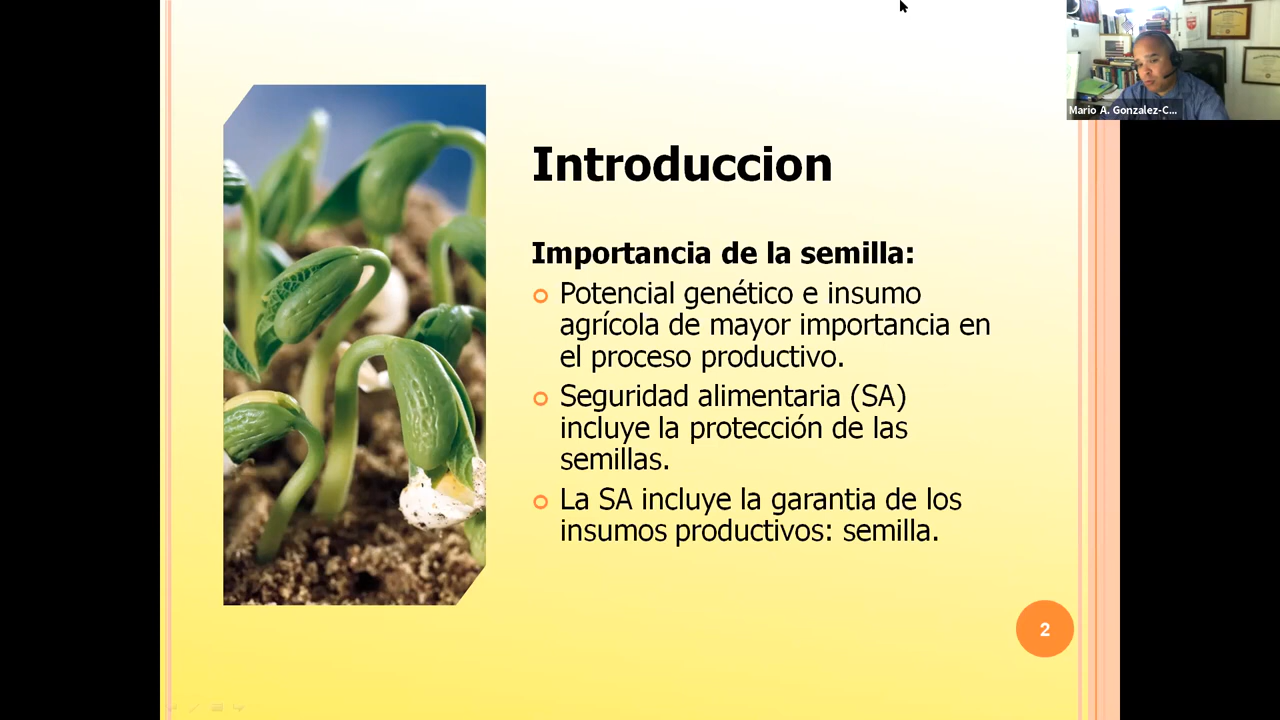 Mario A. Gonzalez-C...
Introduccion
Importancia de la semilla:
Potencial genético e insumo
agrícola de mayor importancia en
el proceso productivo.
Seguridad alimentaria (SA)
incluye la protección de las
semillas.
La SA incluye la garantia de los
insumos productivos: semilla.
2